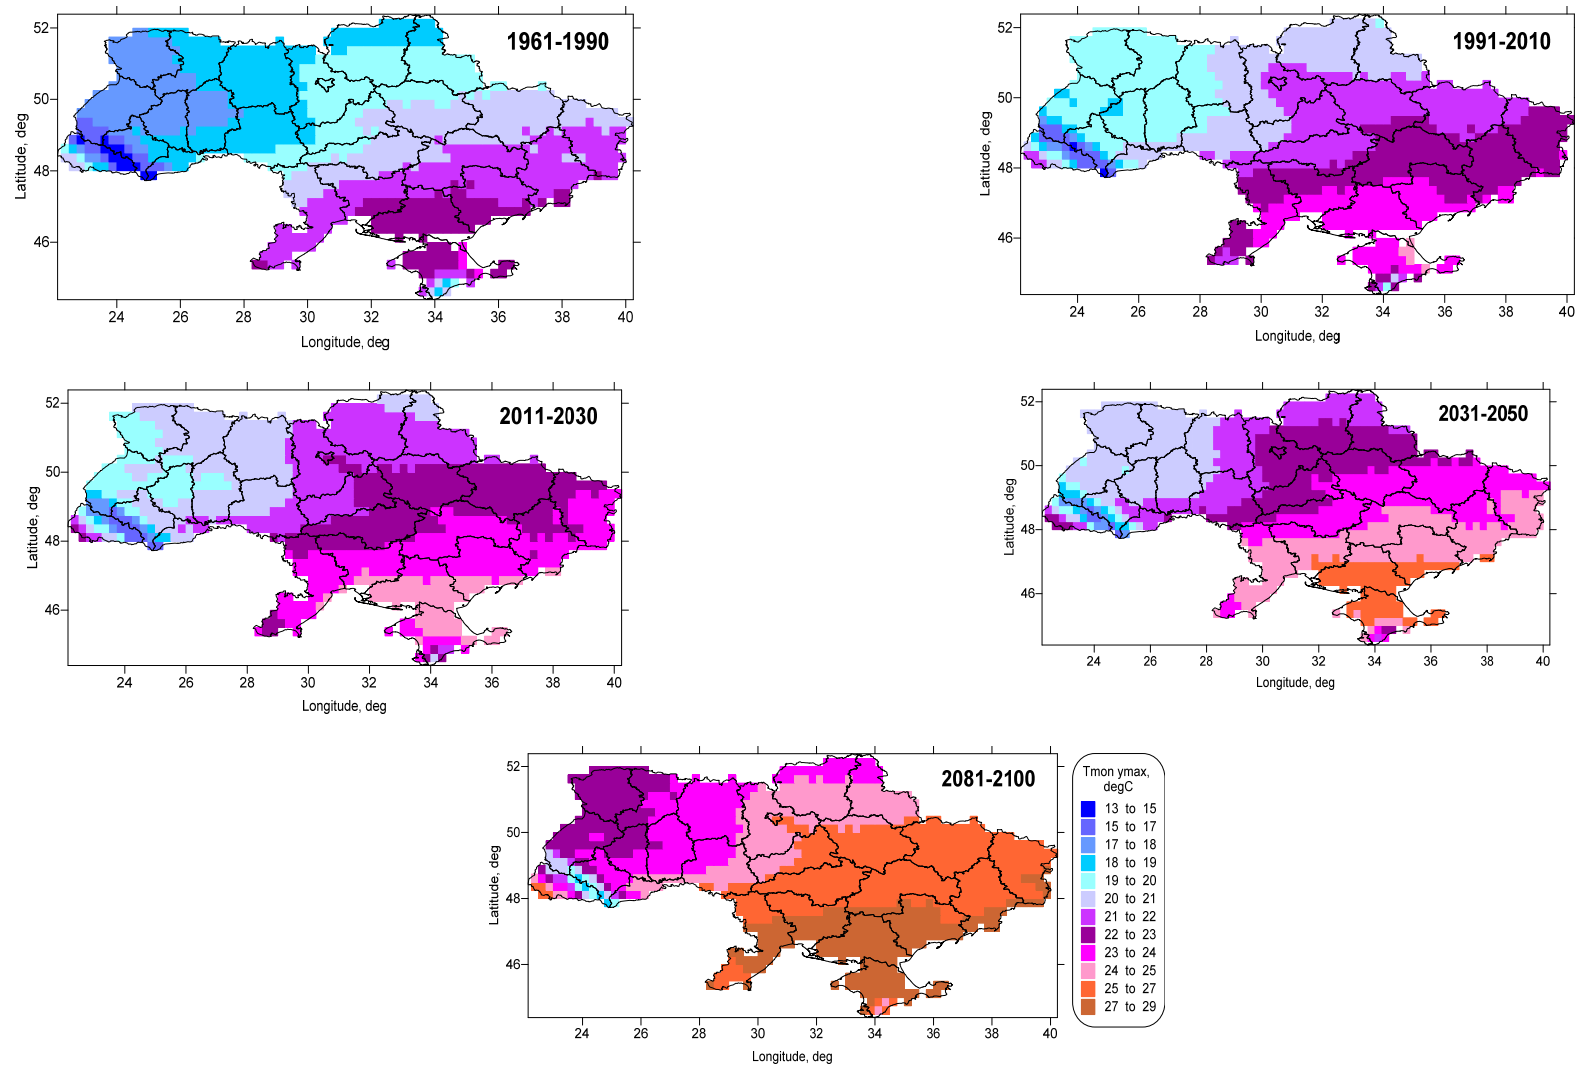 1961-1990
52
50
48
46
Latitude, deg
24 26 28 30 32 34 36 38 40
Longitude, deg
1991-2010
52
50
48
46
Latitude, deg
24 26 28 30 32 34 36 38 40
Longitude, deg
2011-2030
52
50
48
46
Latitude, deg
24 26 28 30 32 34 36 38 40
Longitude, deg
2031-2050
52
50
48
46
Latitude, deg
24 26 28 30 32 34 36 38 40
Longitude, deg
2081-2100
52
50
48
46
Latitude, deg
24 26 28 30 32 34 36 38 40
Longitude, deg
Tmon ymax,
degC
13 to 15
15 to 17
17 to 18
18 to 19
19 to 20
20 to 21
21 to 22
22 to 23
23 to 24
24 to 25
25 to 27
27 to 29